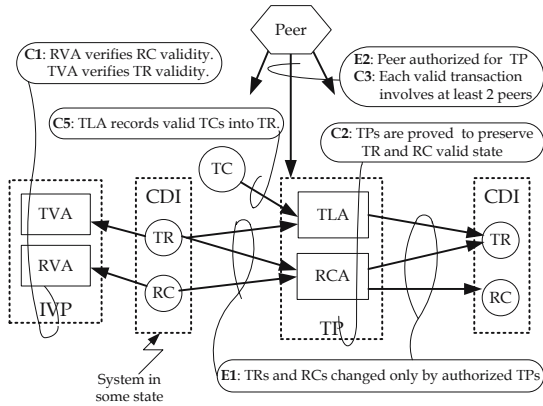 Peer
C1: RVA verifies RC validity.
TVA verifies TR validity.
E2: Peer authorized for TP
C3: Each valid transaction
involves at least 2 peers
C5: TLA records valid TCs into TR.
C2: TPs are proved to preserve
TR and RC valid state
TC
CDI
CDI
TVA
TLA
TR
TR
RVA
RCA
RC
RC
IVP
TP
System in
some state
E1: TRs and RCs changed only by authorized TPs